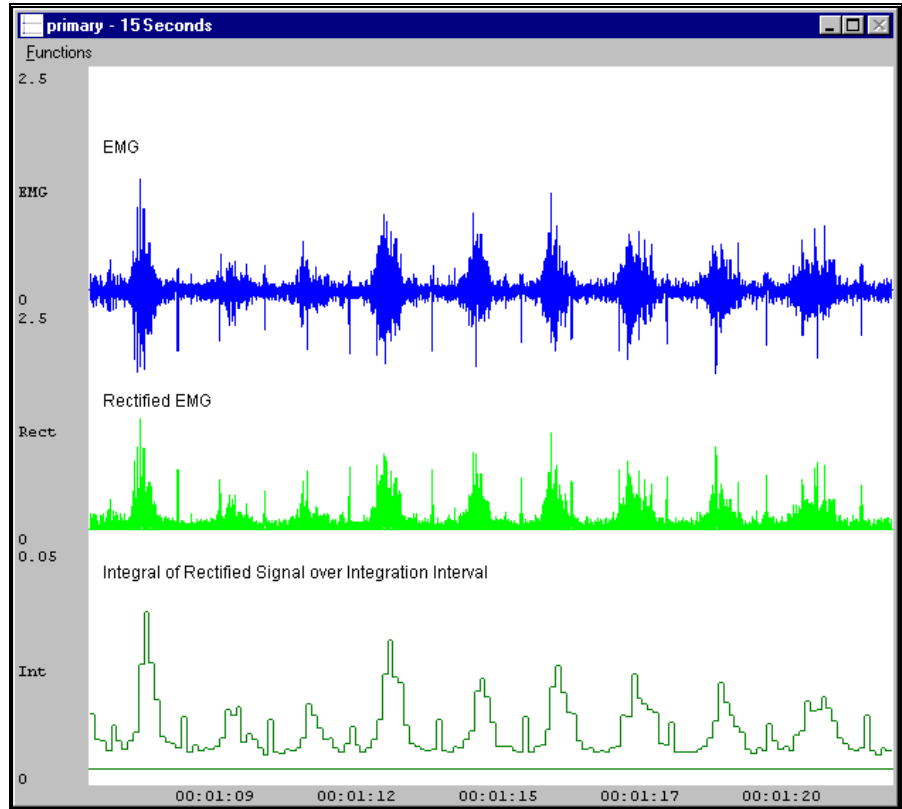 primary - 15 Seconds
Functions
2.5
EMG
EMG
0
2.5
Rectified EMG
Rect
0
0.05
Integral of Rectified Signal over Integration Interval
Int
0
00:01:09 00:01:12 00:01:15 00:01:17 00:01:20